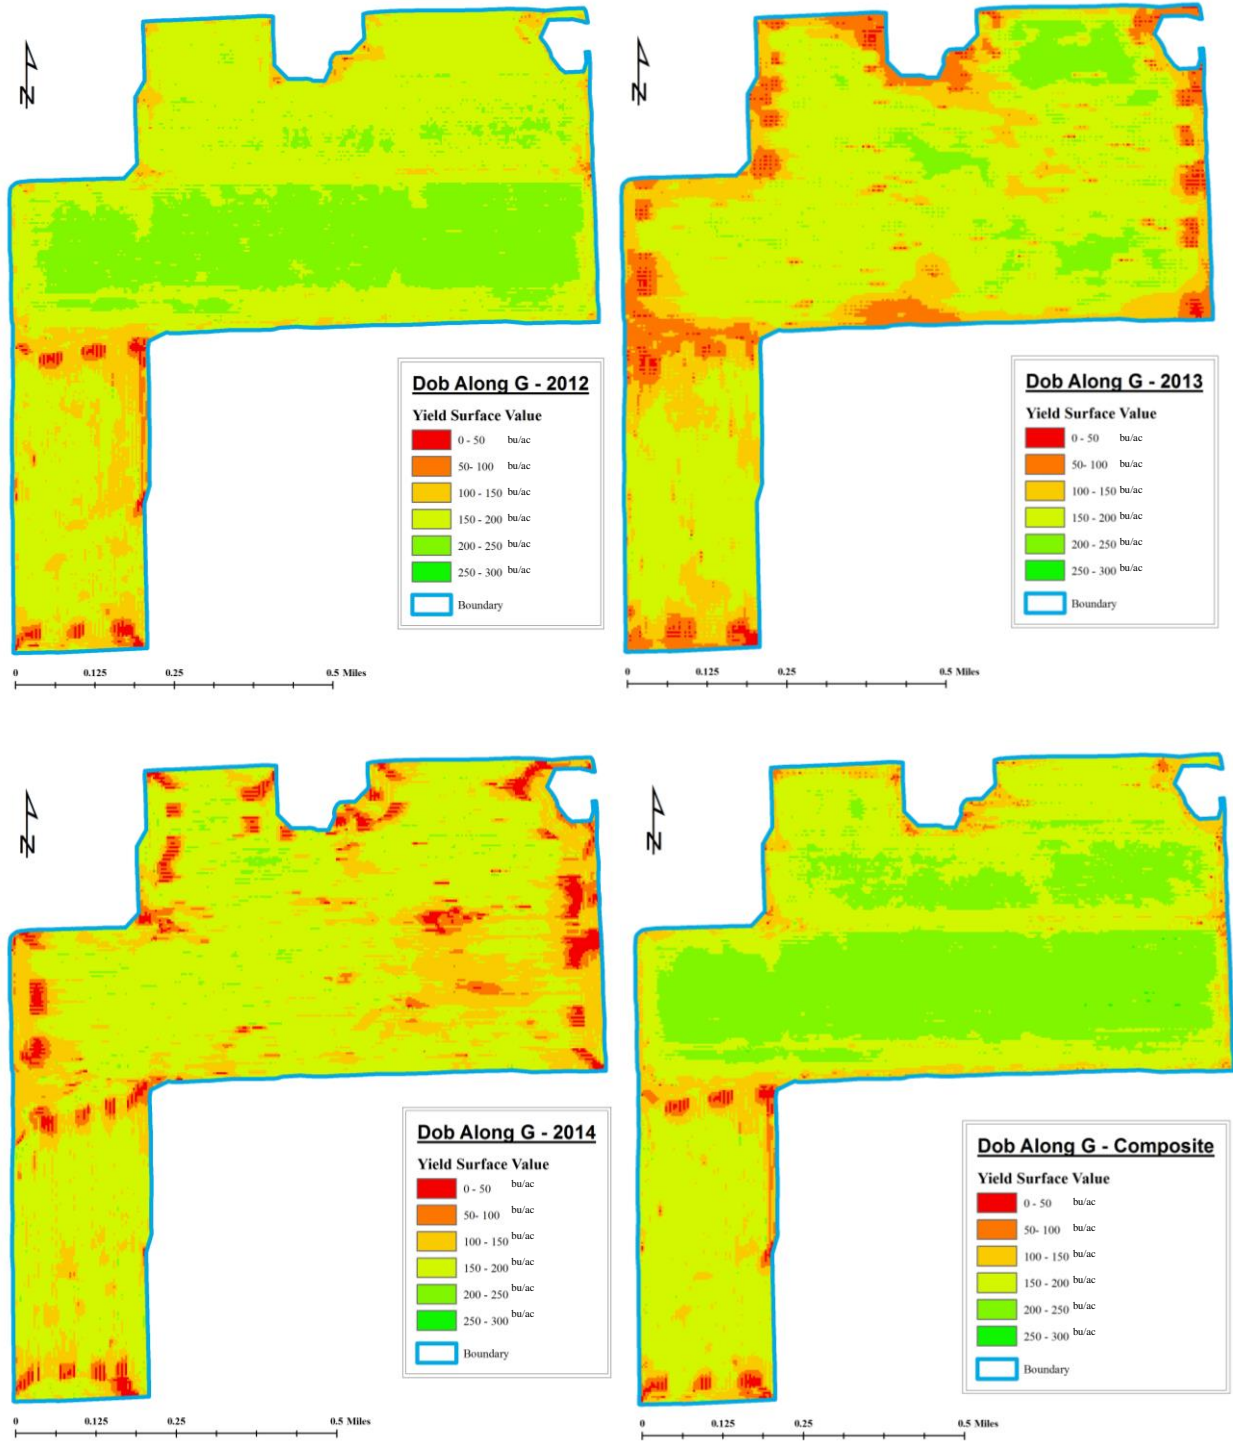 N
Dob Along G - 2012
Yield Surface Value
0 - 50 bu/ac
50- 100 bu/ac
100 - 150 bu/ac
150 - 200 bu/ac
200 - 250 bu/ac
250 - 300 bu/ac
Boundary
0 0.125 0.25 0.5 Miles
N
Dob Along G - 2013
Yield Surface Value
0 - 50 bu/ac
50- 100 bu/ac
100 - 150 bu/ac
150 - 200 bu/ac
200 - 250 bu/ac
250 - 300 bu/ac
Boundary
0 0.125 0.25 0.5 Miles
N
Dob Along G - 2014
Yield Surface Value
0 - 50 bu/ac
50- 100 bu/ac
100 - 150 bu/ac
150 - 200 bu/ac
200 - 250 bu/ac
250 - 300 bu/ac
Boundary
0 0.125 0.25 0.5 Miles
N
Dob Along G - Composite
Yield Surface Value
0 - 50 bu/ac
50- 100 bu/ac
100 - 150 bu/ac
150 - 200 bu/ac
200 - 250 bu/ac
250 - 300 bu/ac
Boundary
0 0.125 0.25 0.5 Miles